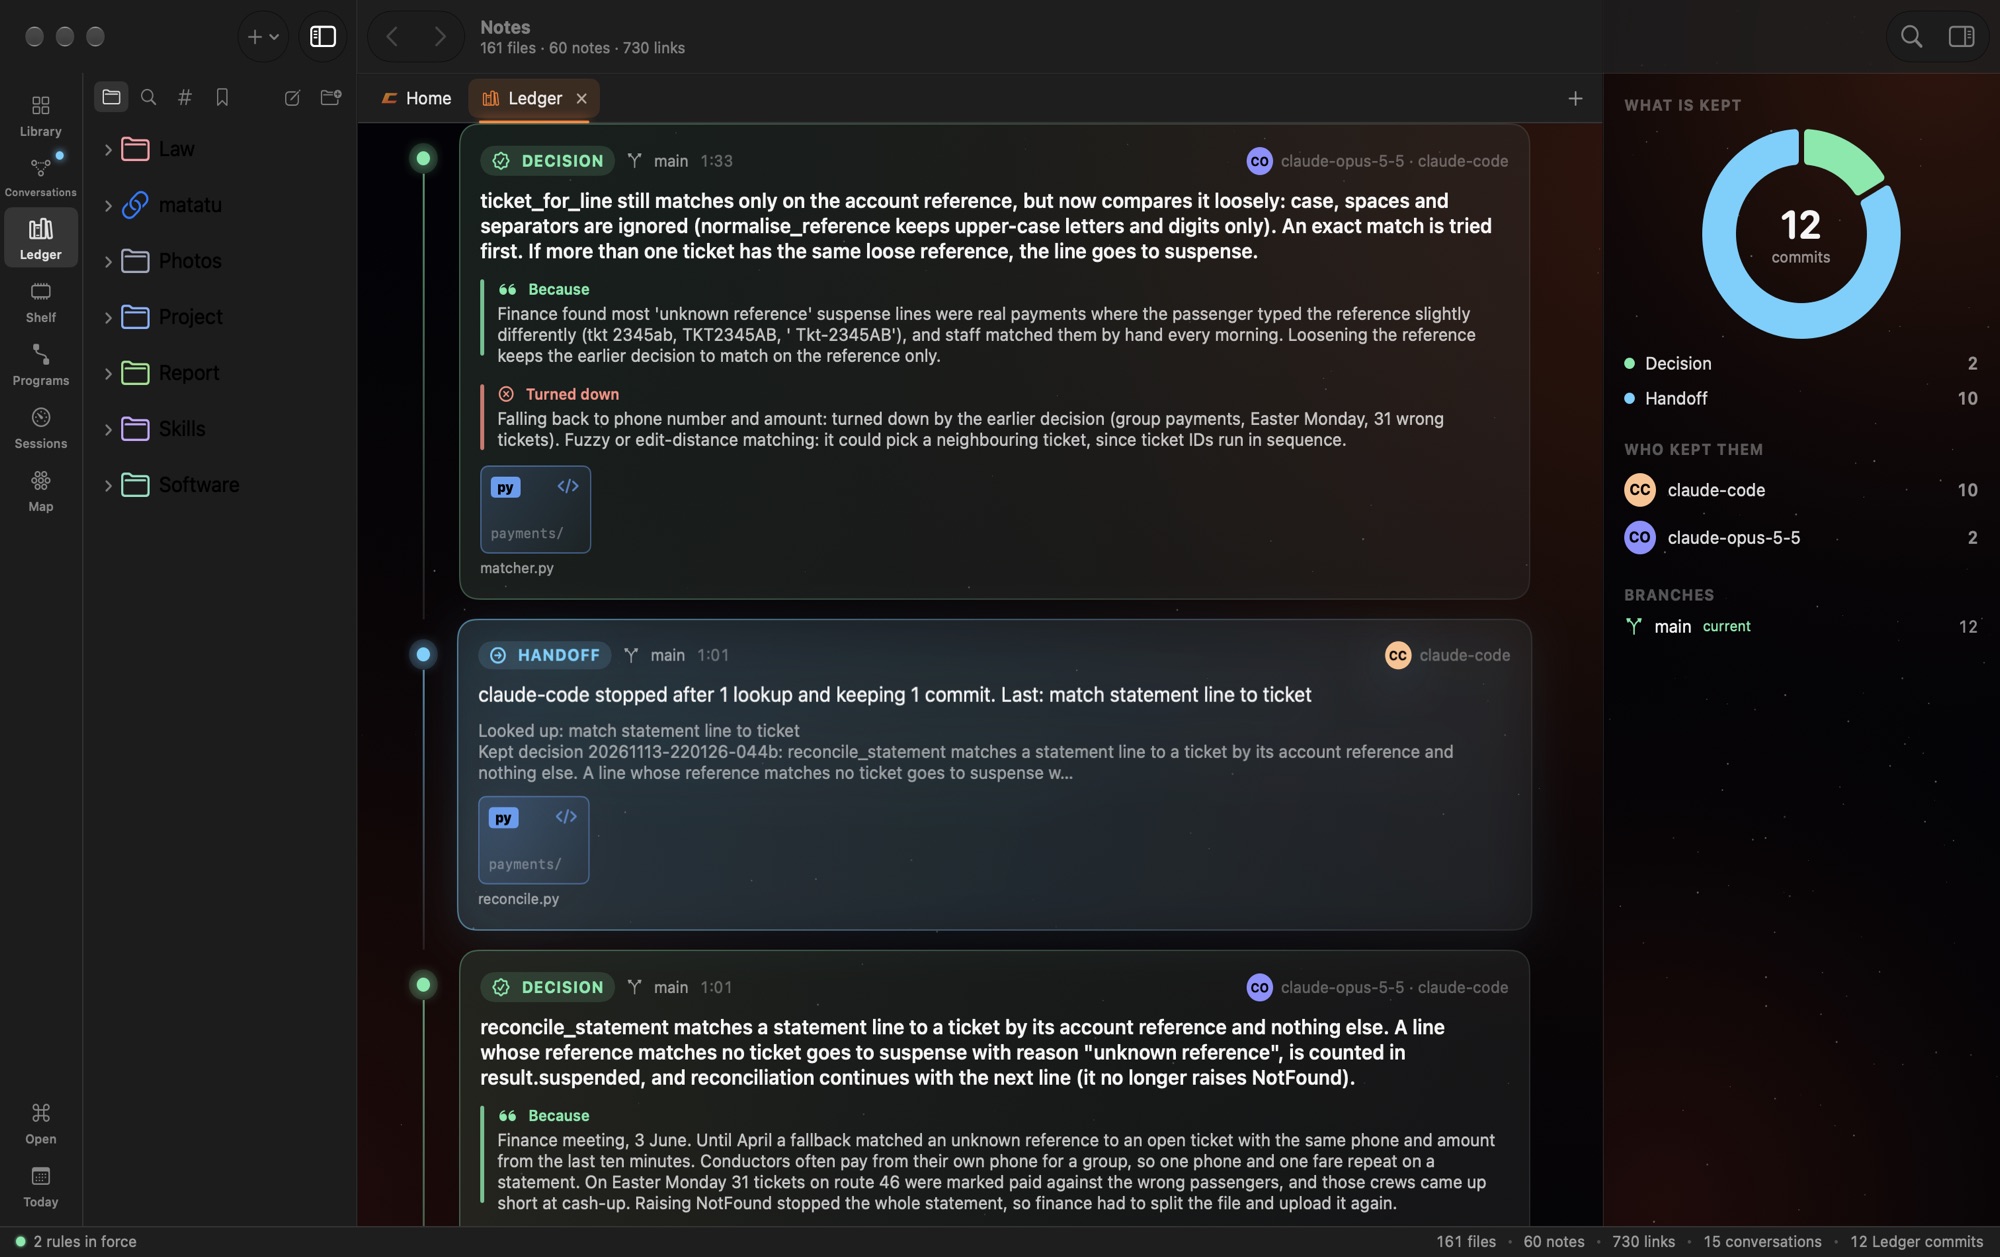 Notes
161 files · 60 notes · 730 links
Library
Conversations
Ledger
Shelf
Programs
Sessions
Map
Open
Today
Law
matatu
Photos
Project
Report
Skills
Software
Home
Ledger
DECISION main 1:33
CO claude-opus-5-5 · claude-code
ticket_for_line still matches only on the account reference, but now compares it loosely: case, spaces and
separators are ignored (normalise_reference keeps upper-case letters and digits only). An exact match is tried
first. If more than one ticket has the same loose reference, the line goes to suspense.
Because
Finance found most 'unknown reference' suspense lines were real payments where the passenger typed the reference slightly
differently (tkt 2345ab, TKT2345AB, ' Tkt-2345AB'), and staff matched them by hand every morning. Loosening the reference
keeps the earlier decision to match on the reference only.
Turned down
Falling back to phone number and amount: turned down by the earlier decision (group payments, Easter Monday, 31 wrong
tickets). Fuzzy or edit-distance matching: it could pick a neighbouring ticket, since ticket IDs run in sequence.
py </>
payments/
matcher.py
HANDOFF main 1:01
CC claude-code
claude-code stopped after 1 lookup and keeping 1 commit. Last: match statement line to ticket
Looked up: match statement line to ticket
Kept decision 20261113-220126-044b: reconcile_statement matches a statement line to a ticket by its account reference and
nothing else. A line whose reference matches no ticket goes to suspense w...
py </>
payments/
reconcile.py
DECISION main 1:01
CO claude-opus-5-5 · claude-code
reconcile_statement matches a statement line to a ticket by its account reference and nothing else. A line
whose reference matches no ticket goes to suspense with reason "unknown reference", is counted in
result.suspended, and reconciliation continues with the next line (it no longer raises NotFound).
Because
Finance meeting, 3 June. Until April a fallback matched an unknown reference to an open ticket with the same phone and amount
from the last ten minutes. Conductors often pay from their own phone for a group, so one phone and one fare repeat on a
statement. On Easter Monday 31 tickets on route 46 were marked paid against the wrong passengers, and those crews came up
short at cash-up. Raising NotFound stopped the whole statement, so finance had to split the file and upload it again.
WHAT IS KEPT
12
commits
Decision 2
Handoff 10
WHO KEPT THEM
CC claude-code 10
CO claude-opus-5-5 2
BRANCHES
main current 12
2 rules in force
161 files · 60 notes · 730 links · 15 conversations · 12 Ledger commits